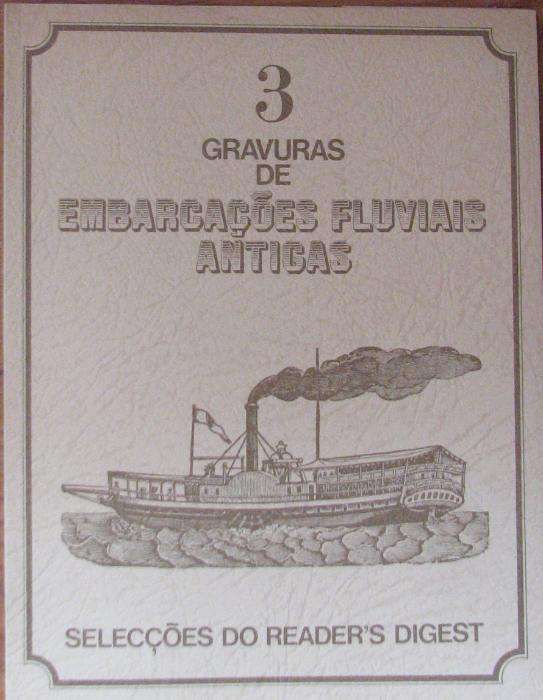 3
GRAVURAS
DE
EMBARCAÇÕES FLUVIAIS
ANTIGAS
SELECÇÕES DO READER'S DIGEST